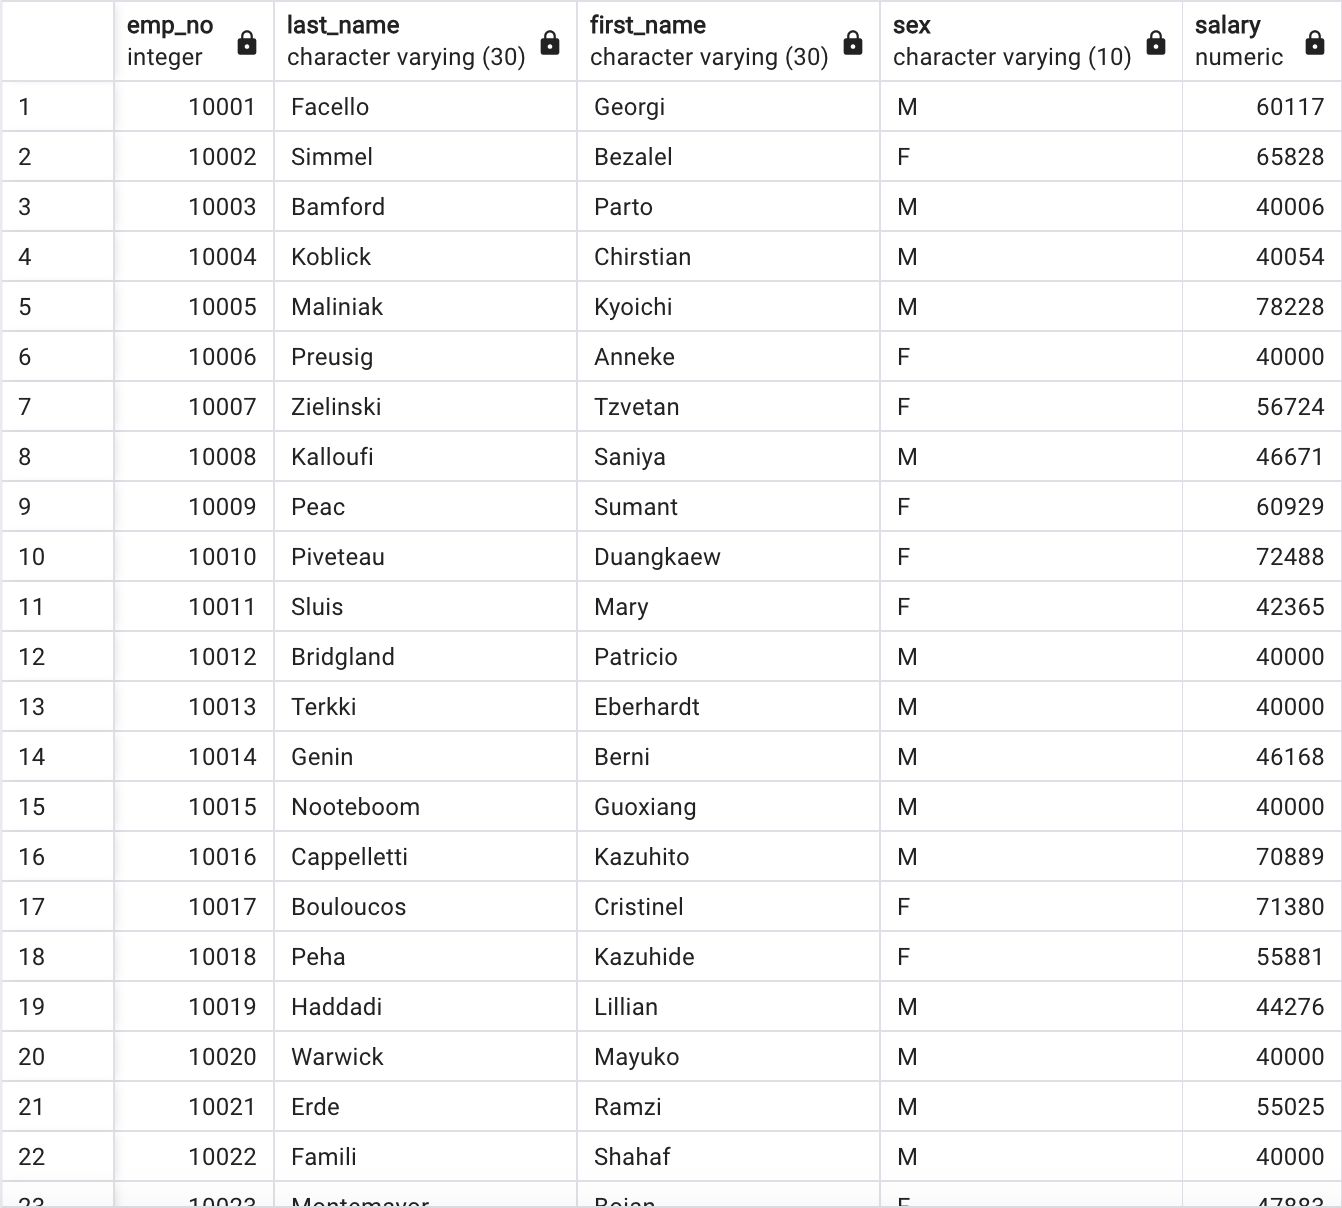 emp_no last_name first_name sex salary
integer character varying (30) character varying (30) character varying (10) numeric
1 10001 Facello Georgi M 60117
2 10002 Simmel Bezalel F 65828
3 10003 Bamford Parto M 40006
4 10004 Koblick Chirstian M 40054
5 10005 Maliniak Kyoichi M 78228
6 10006 Preusig Anneke F 40000
7 10007 Zielinski Tzvetan F 56724
8 10008 Kalloufi Saniya M 46671
9 10009 Peac Sumant F 60929
10 10010 Piveteau Duangkaew F 72488
11 10011 Sluis Mary F 42365
12 10012 Bridgland Patricio M 40000
13 10013 Terkki Eberhardt M 40000
14 10014 Genin Berni M 46168
15 10015 Nooteboom Guoxiang M 40000
16 10016 Cappelletti Kazuhito M 70889
17 10017 Bouloucos Cristinel F 71380
18 10018 Peha Kazuhide F 55881
19 10019 Haddadi Lillian M 44276
20 10020 Warwick Mayuko M 40000
21 10021 Erde Ramzi M 55025
22 10022 Famili Shahaf M 40000
23 10023 Montemayor Bojan F 47883